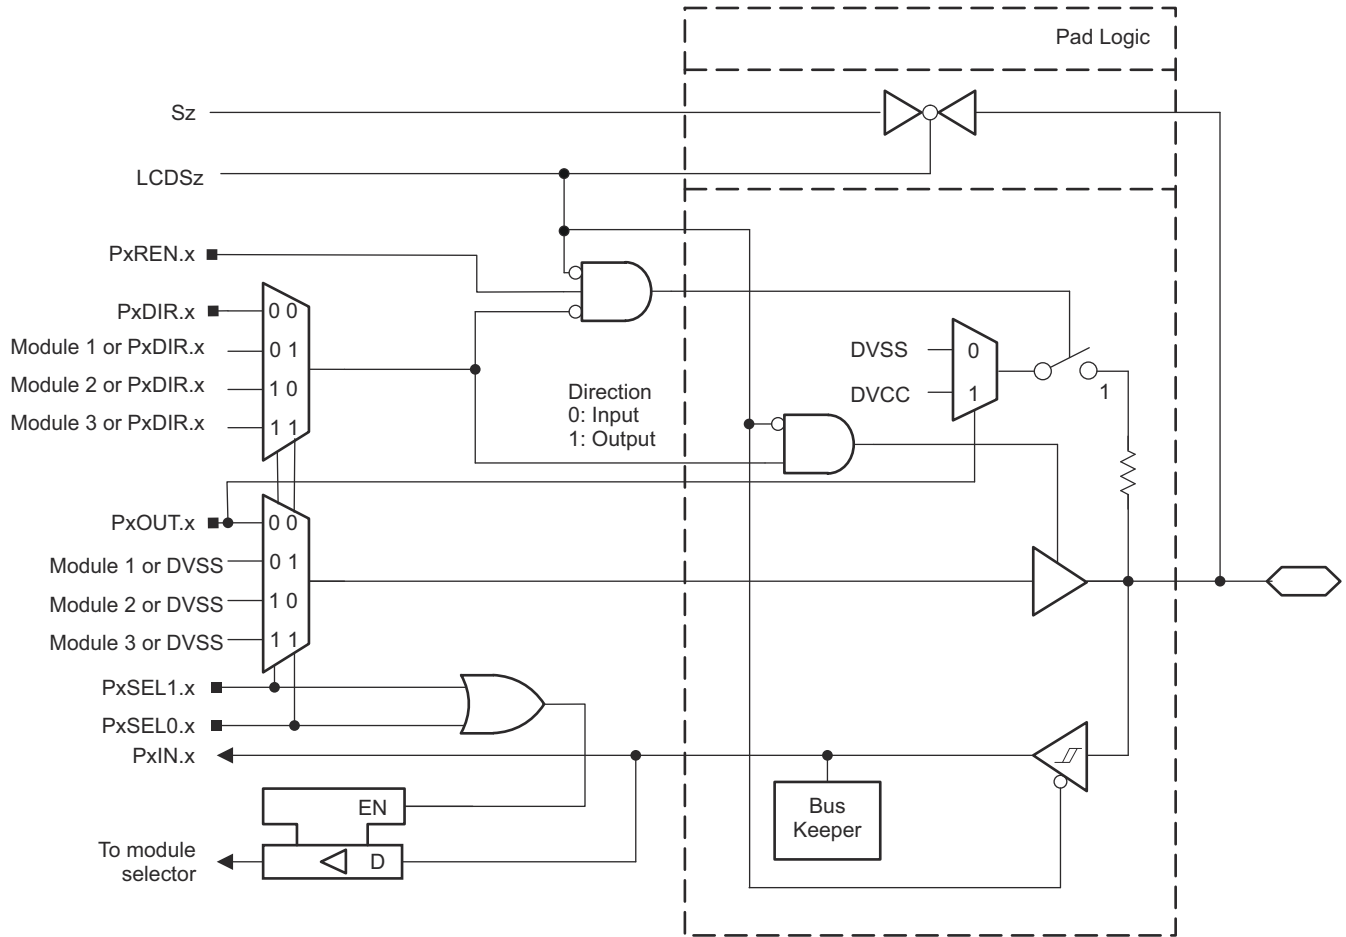 Pad Logic
Sz
LCDSz
PxREN.x
PxDIR.x
0 0
Module 1 or PxDIR.x
0 1
Module 2 or PxDIR.x
1 0
Module 3 or PxDIR.x
1 1
Direction
0: Input
1: Output
DVSS
0
DVCC
1
1
PxOUT.x
0 0
Module 1 or DVSS
0 1
Module 2 or DVSS
1 0
Module 3 or DVSS
1 1
PxSEL1.x
PxSEL0.x
PxIN.x
EN
Bus
Keeper
To module
selector
D